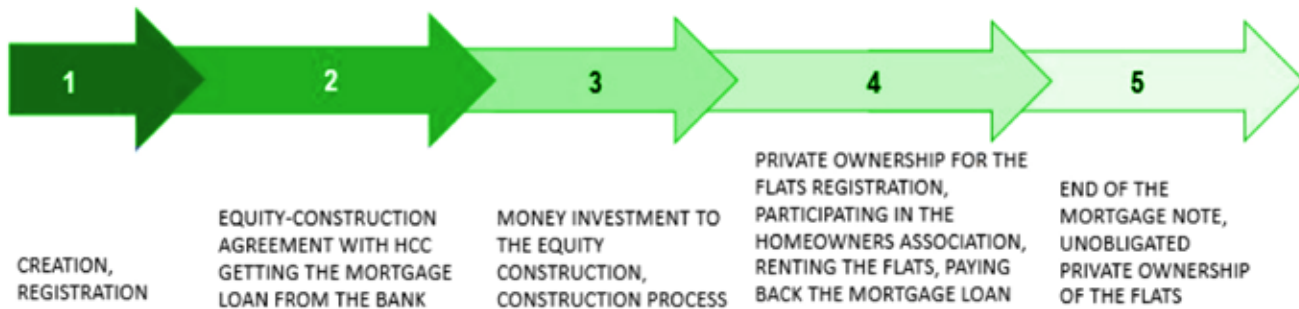 1
2
3
4
5
CREATION,
REGISTRATION
EQUITY-CONSTRUCTION
AGREEMENT WITH HCC
GETTING THE MORTGAGE
LOAN FROM THE BANK
MONEY INVESTMENT TO
THE EQUITY
CONSTRUCTION,
CONSTRUCTION PROCESS
PRIVATE OWNERSHIP FOR THE
FLATS REGISTRATION,
PARTICIPATING IN THE
HOMEOWNERS ASSOCIATION,
RENTING THE FLATS, PAYING
BACK THE MORTGAGE LOAN
END OF THE
MORTGAGE NOTE,
UNOBLIGATED
PRIVATE OWNERSHIP
OF THE FLATS